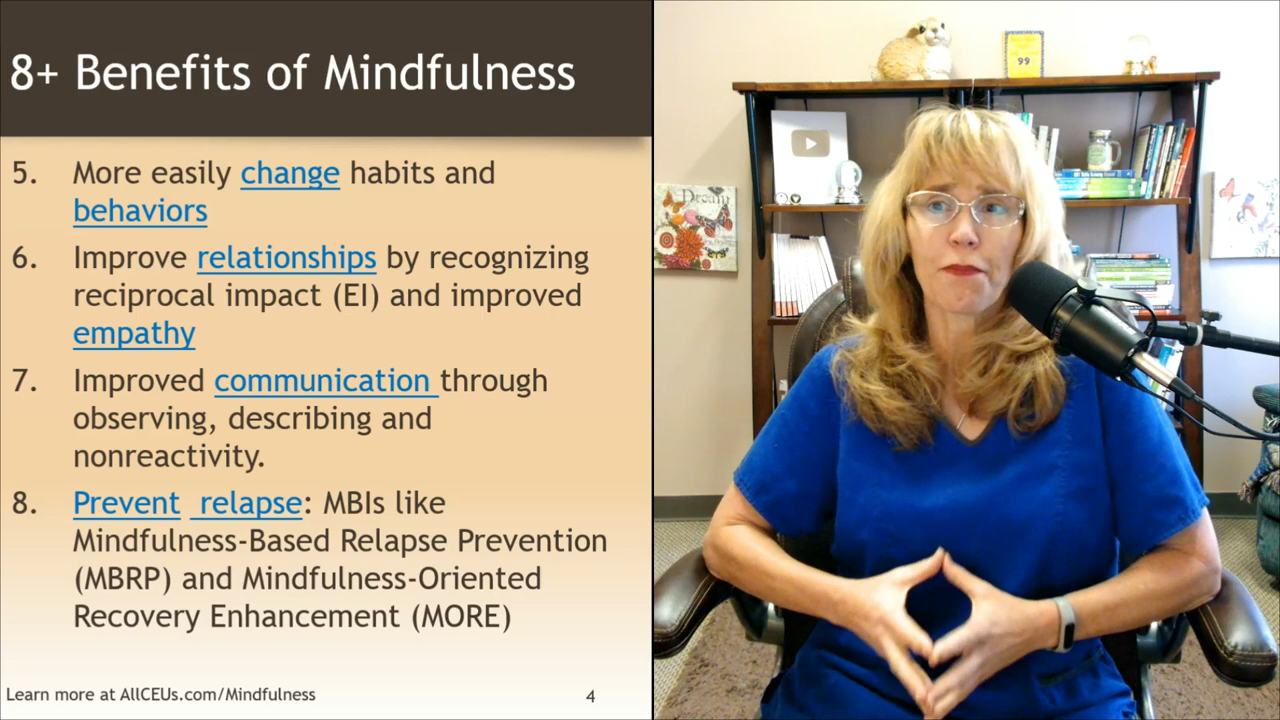 8+ Benefits of Mindfulness
5. More easily change habits and
behaviors
6. Improve relationships by recognizing
reciprocal impact (EI) and improved
empathy
7. Improved communication through
observing, describing and
nonreactivity.
8. Prevent relapse: MBIs like
Mindfulness-Based Relapse Prevention
(MBRP) and Mindfulness-Oriented
Recovery Enhancement (MORE)
Learn more at AllCEUs.com/Mindfulness
4
Dream
99